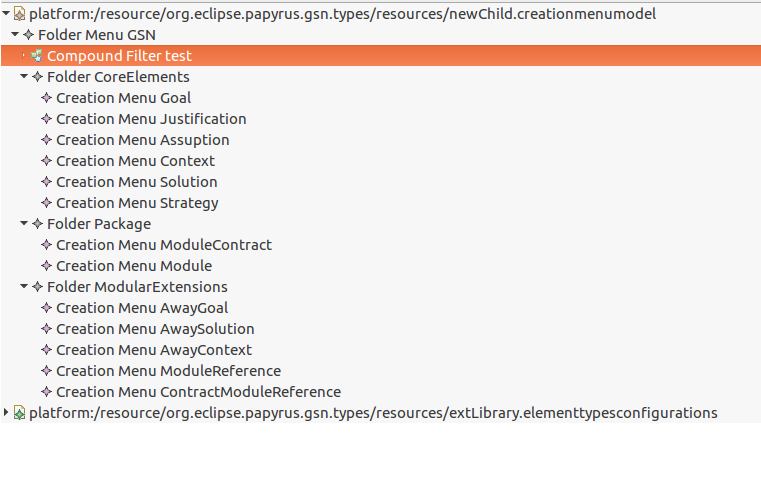 platform:/resource/org.eclipse.papyrus.gsn.types/resources/newChild.creationmenumodel
Folder Menu GSN
Compound Filter test
Folder CoreElements
Creation Menu Goal
Creation Menu Justification
Creation Menu Assuption
Creation Menu Context
Creation Menu Solution
Creation Menu Strategy
Folder Package
Creation Menu ModuleContract
Creation Menu Module
Folder ModularExtensions
Creation Menu AwayGoal
Creation Menu AwaySolution
Creation Menu AwayContext
Creation Menu ModuleReference
Creation Menu ContractModuleReference
platform:/resource/org.eclipse.papyrus.gsn.types/resources/extLibrary.elementtypesconfigurations